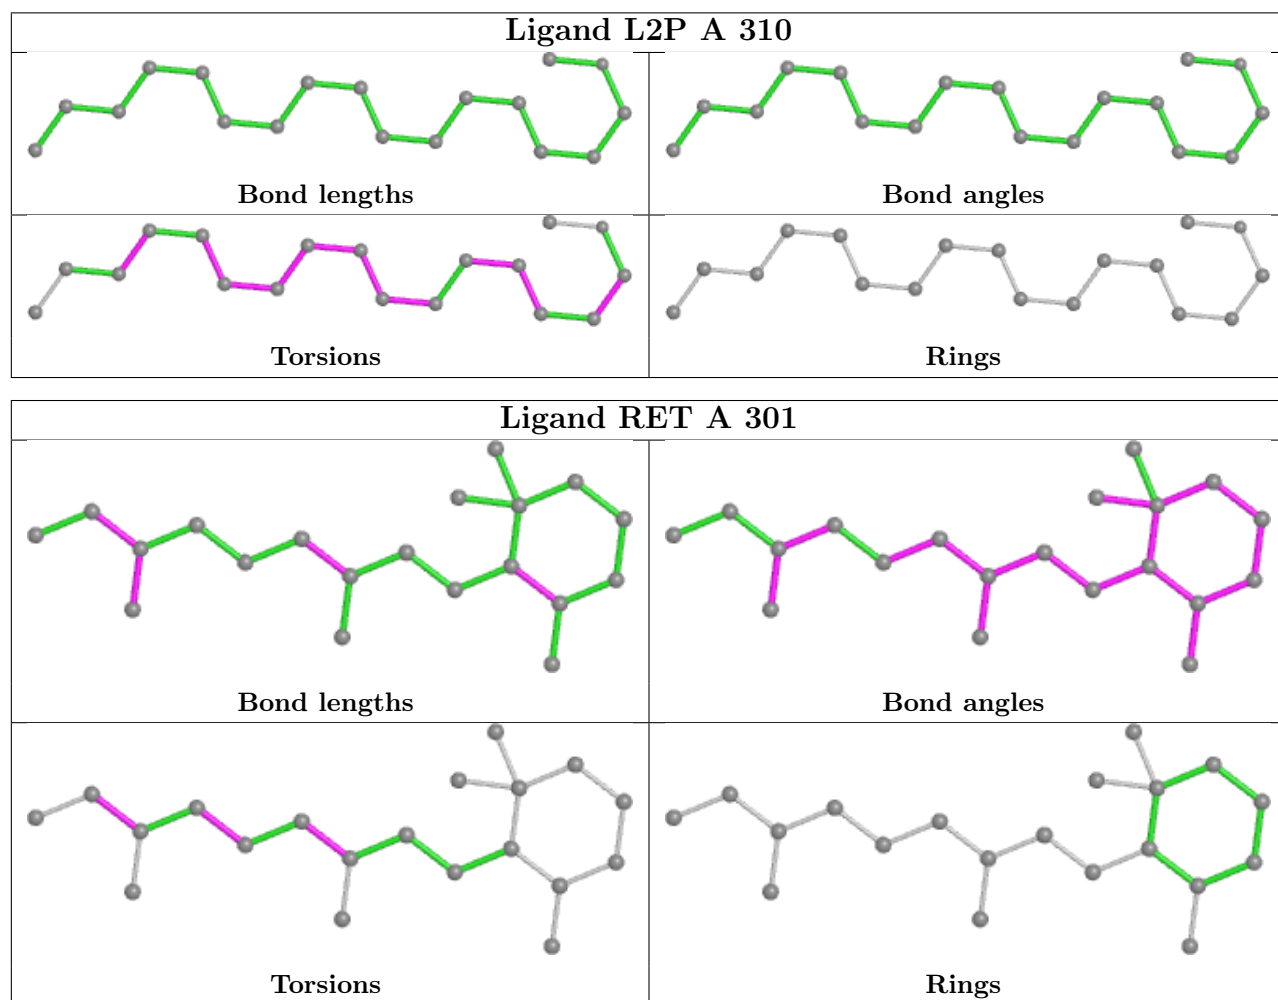 Ligand L2P A 310
Bond lengths
Bond angles
Torsions
Rings
Ligand RET A 301
Bond lengths
Bond angles
Torsions
Rings